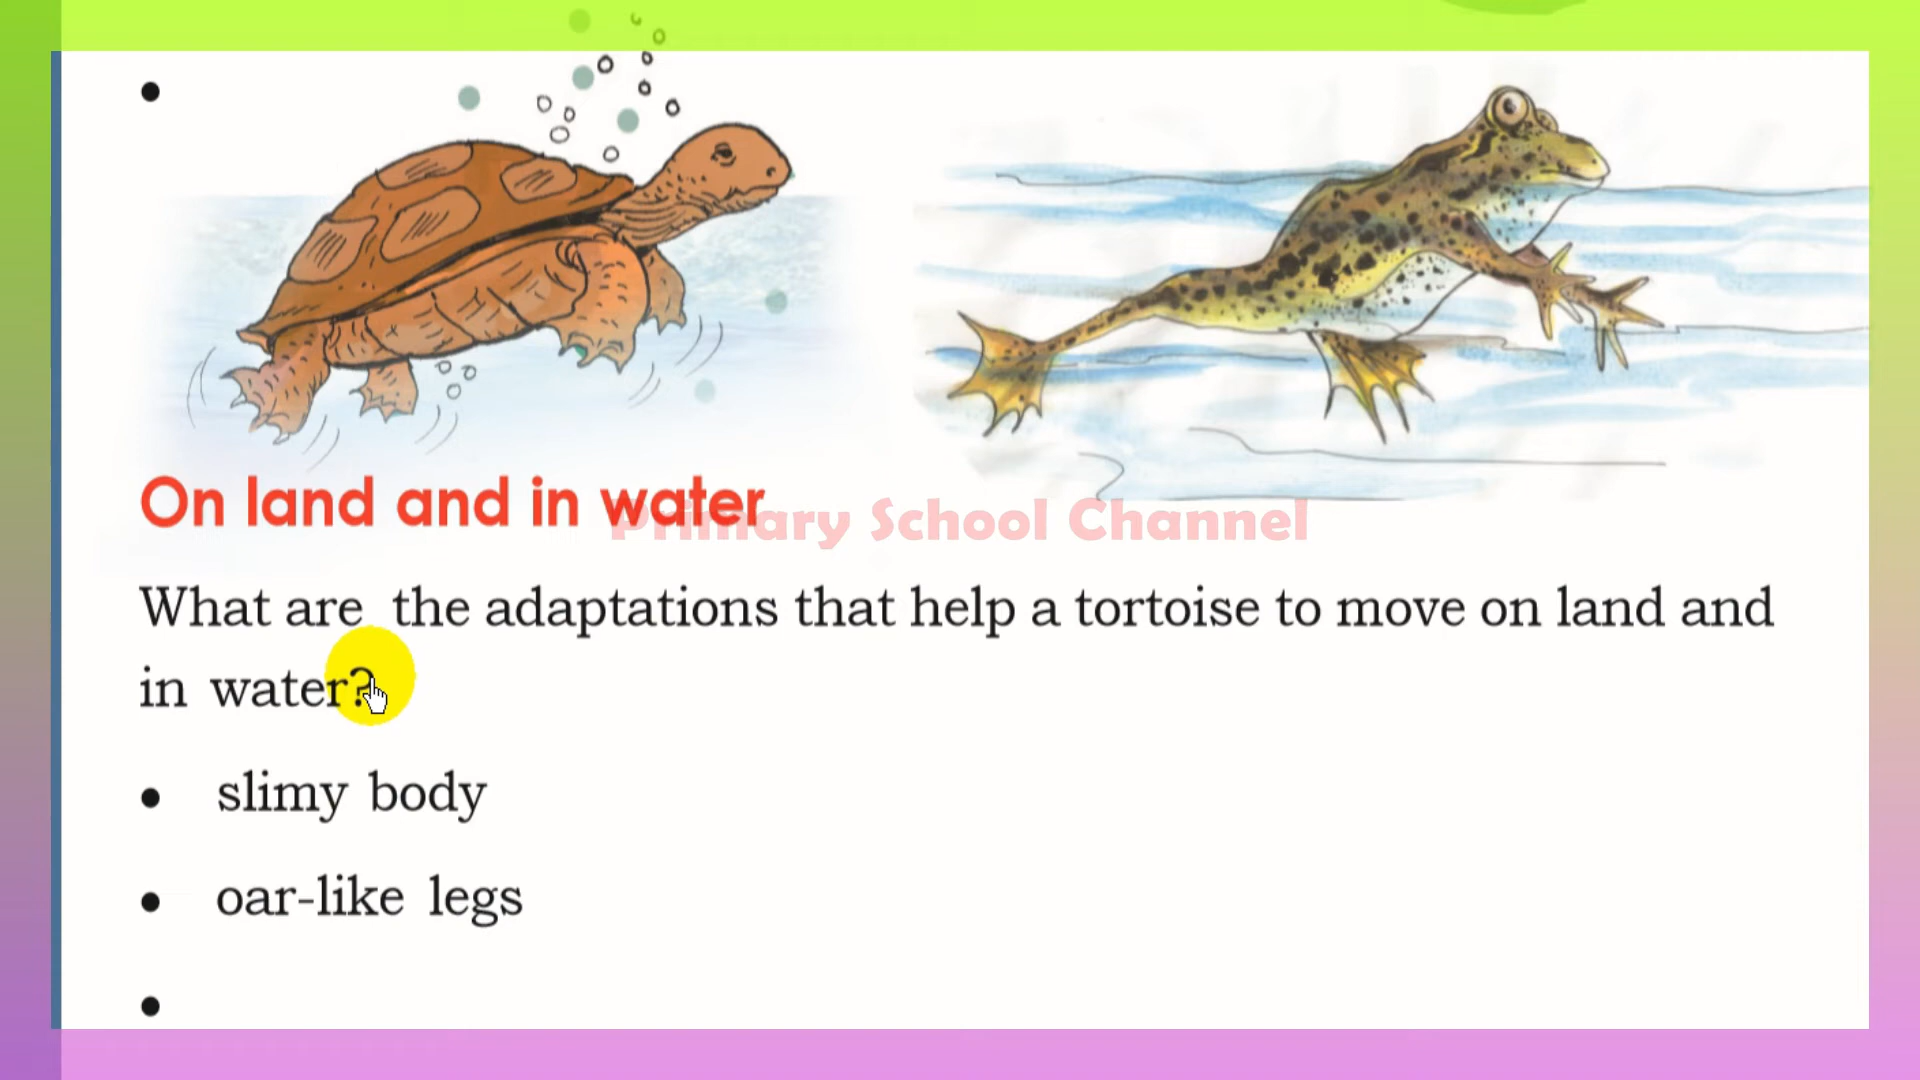 •
On land and in water
Primary School Channel
What are the adaptations that help a tortoise to move on land and
in water?
• slimy body
• oar-like legs
•